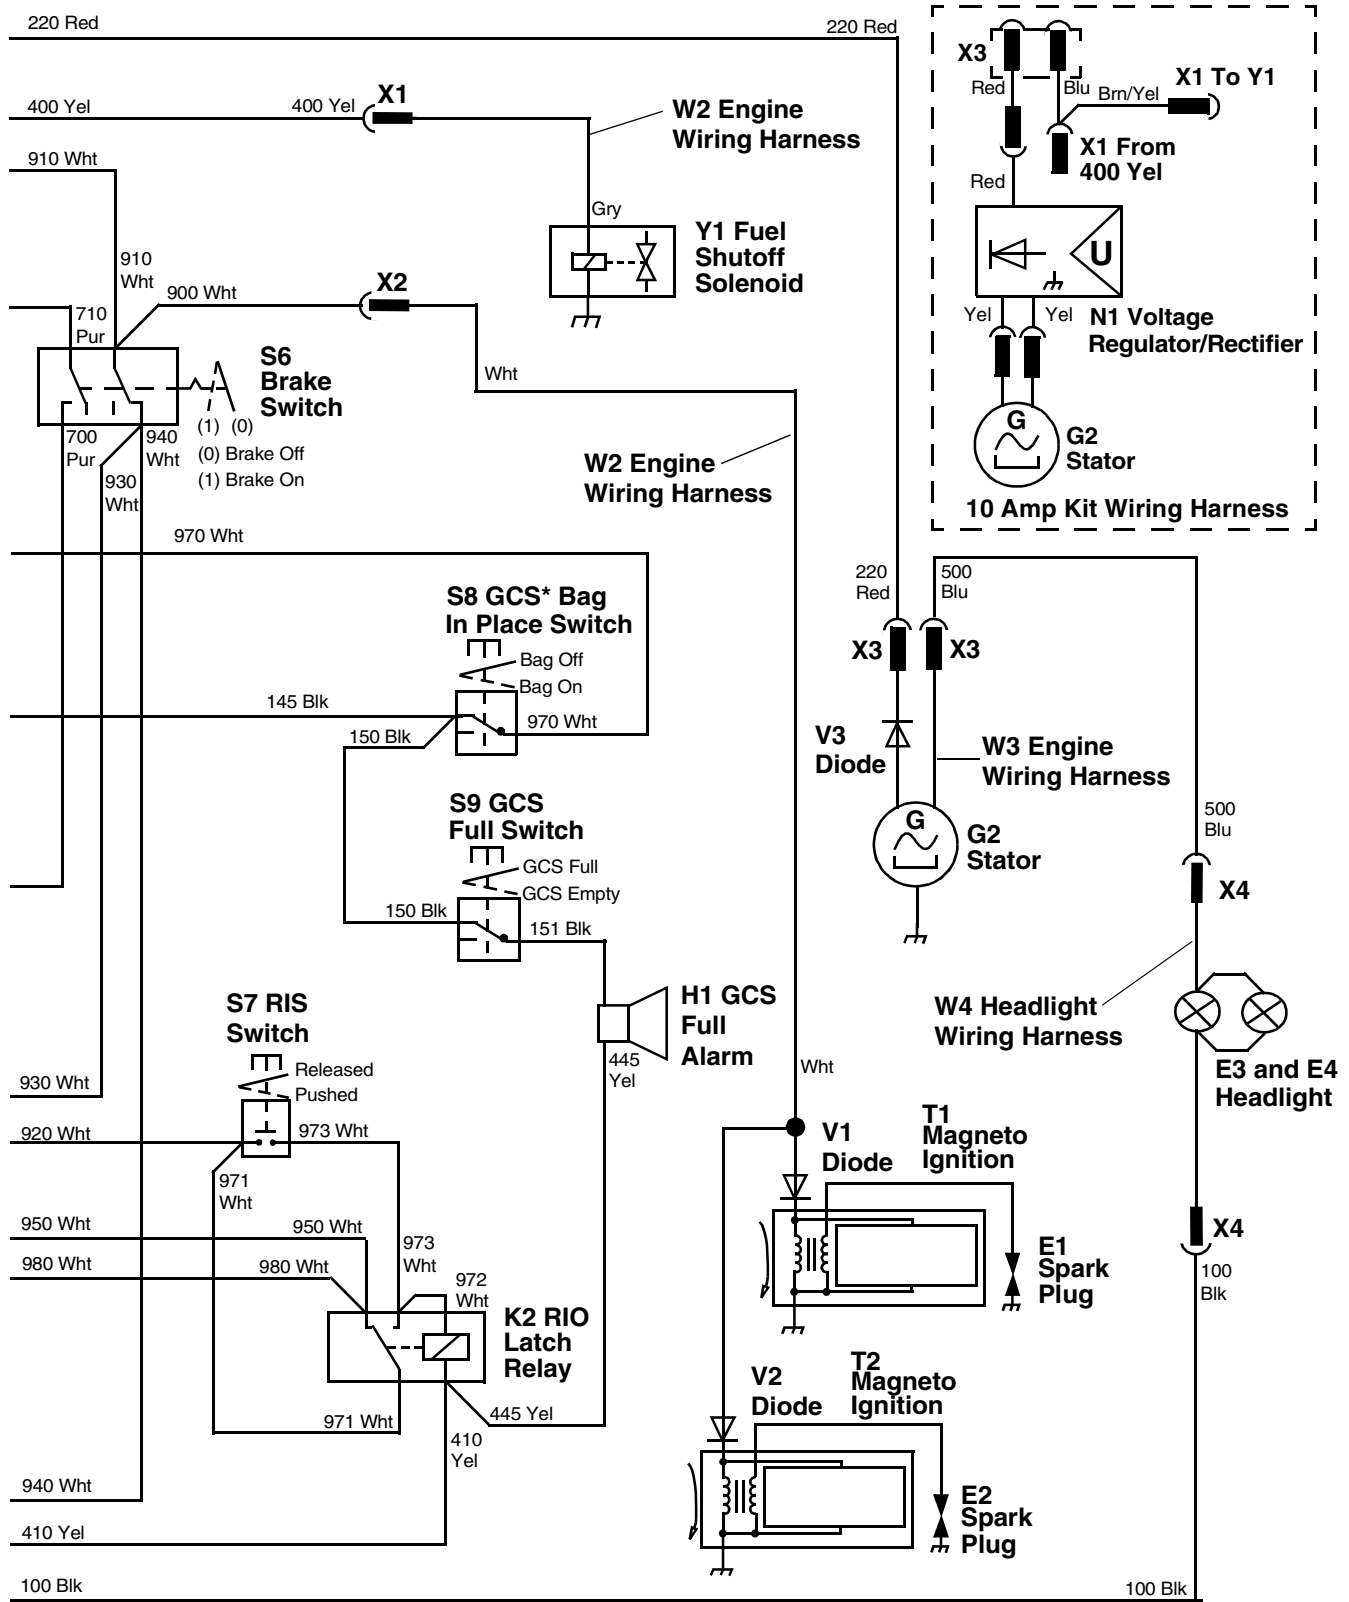 220 Red
220 Red
X3
Red
Blu
X1 To Y1
Brn/Yel
X1 From
400 Yel
Red
U
Yel
Yel
N1 Voltage
Regulator/Rectifier
G
G2
Stator
10 Amp Kit Wiring Harness
400 Yel
400 Yel
X1
W2 Engine
Wiring Harness
Gry
Y1 Fuel
Shutoff
Solenoid
910 Wht
910
Wht
900 Wht
X2
Wht
710
Pur
S6
Brake
Switch
(1) (0)
(0) Brake Off
(1) Brake On
700
Pur
940
Wht
930
Wht
W2 Engine
Wiring Harness
970 Wht
S8 GCS* Bag
In Place Switch
Bag Off
Bag On
145 Blk
970 Wht
150 Blk
220
Red
500
Blu
X3
X3
V3
Diode
W3 Engine
Wiring Harness
G
G2
Stator
500
Blu
X4
S9 GCS
Full Switch
GCS Full
GCS Empty
150 Blk
151 Blk
H1 GCS
Full
Alarm
445
Yel
W4 Headlight
Wiring Harness
E3 and E4
Headlight
S7 RIS
Switch
Released
Pushed
930 Wht
920 Wht
973 Wht
971
Wht
Wht
V1
Diode
T1
Magneto
Ignition
E1
Spark
Plug
X4
100
Blk
950 Wht
950 Wht
973
Wht
980 Wht
980 Wht
972
Wht
K2 RIO
Latch
Relay
971 Wht
445 Yel
410
Yel
V2
Diode
T2
Magneto
Ignition
E2
Spark
Plug
940 Wht
410 Yel
100 Blk
100 Blk